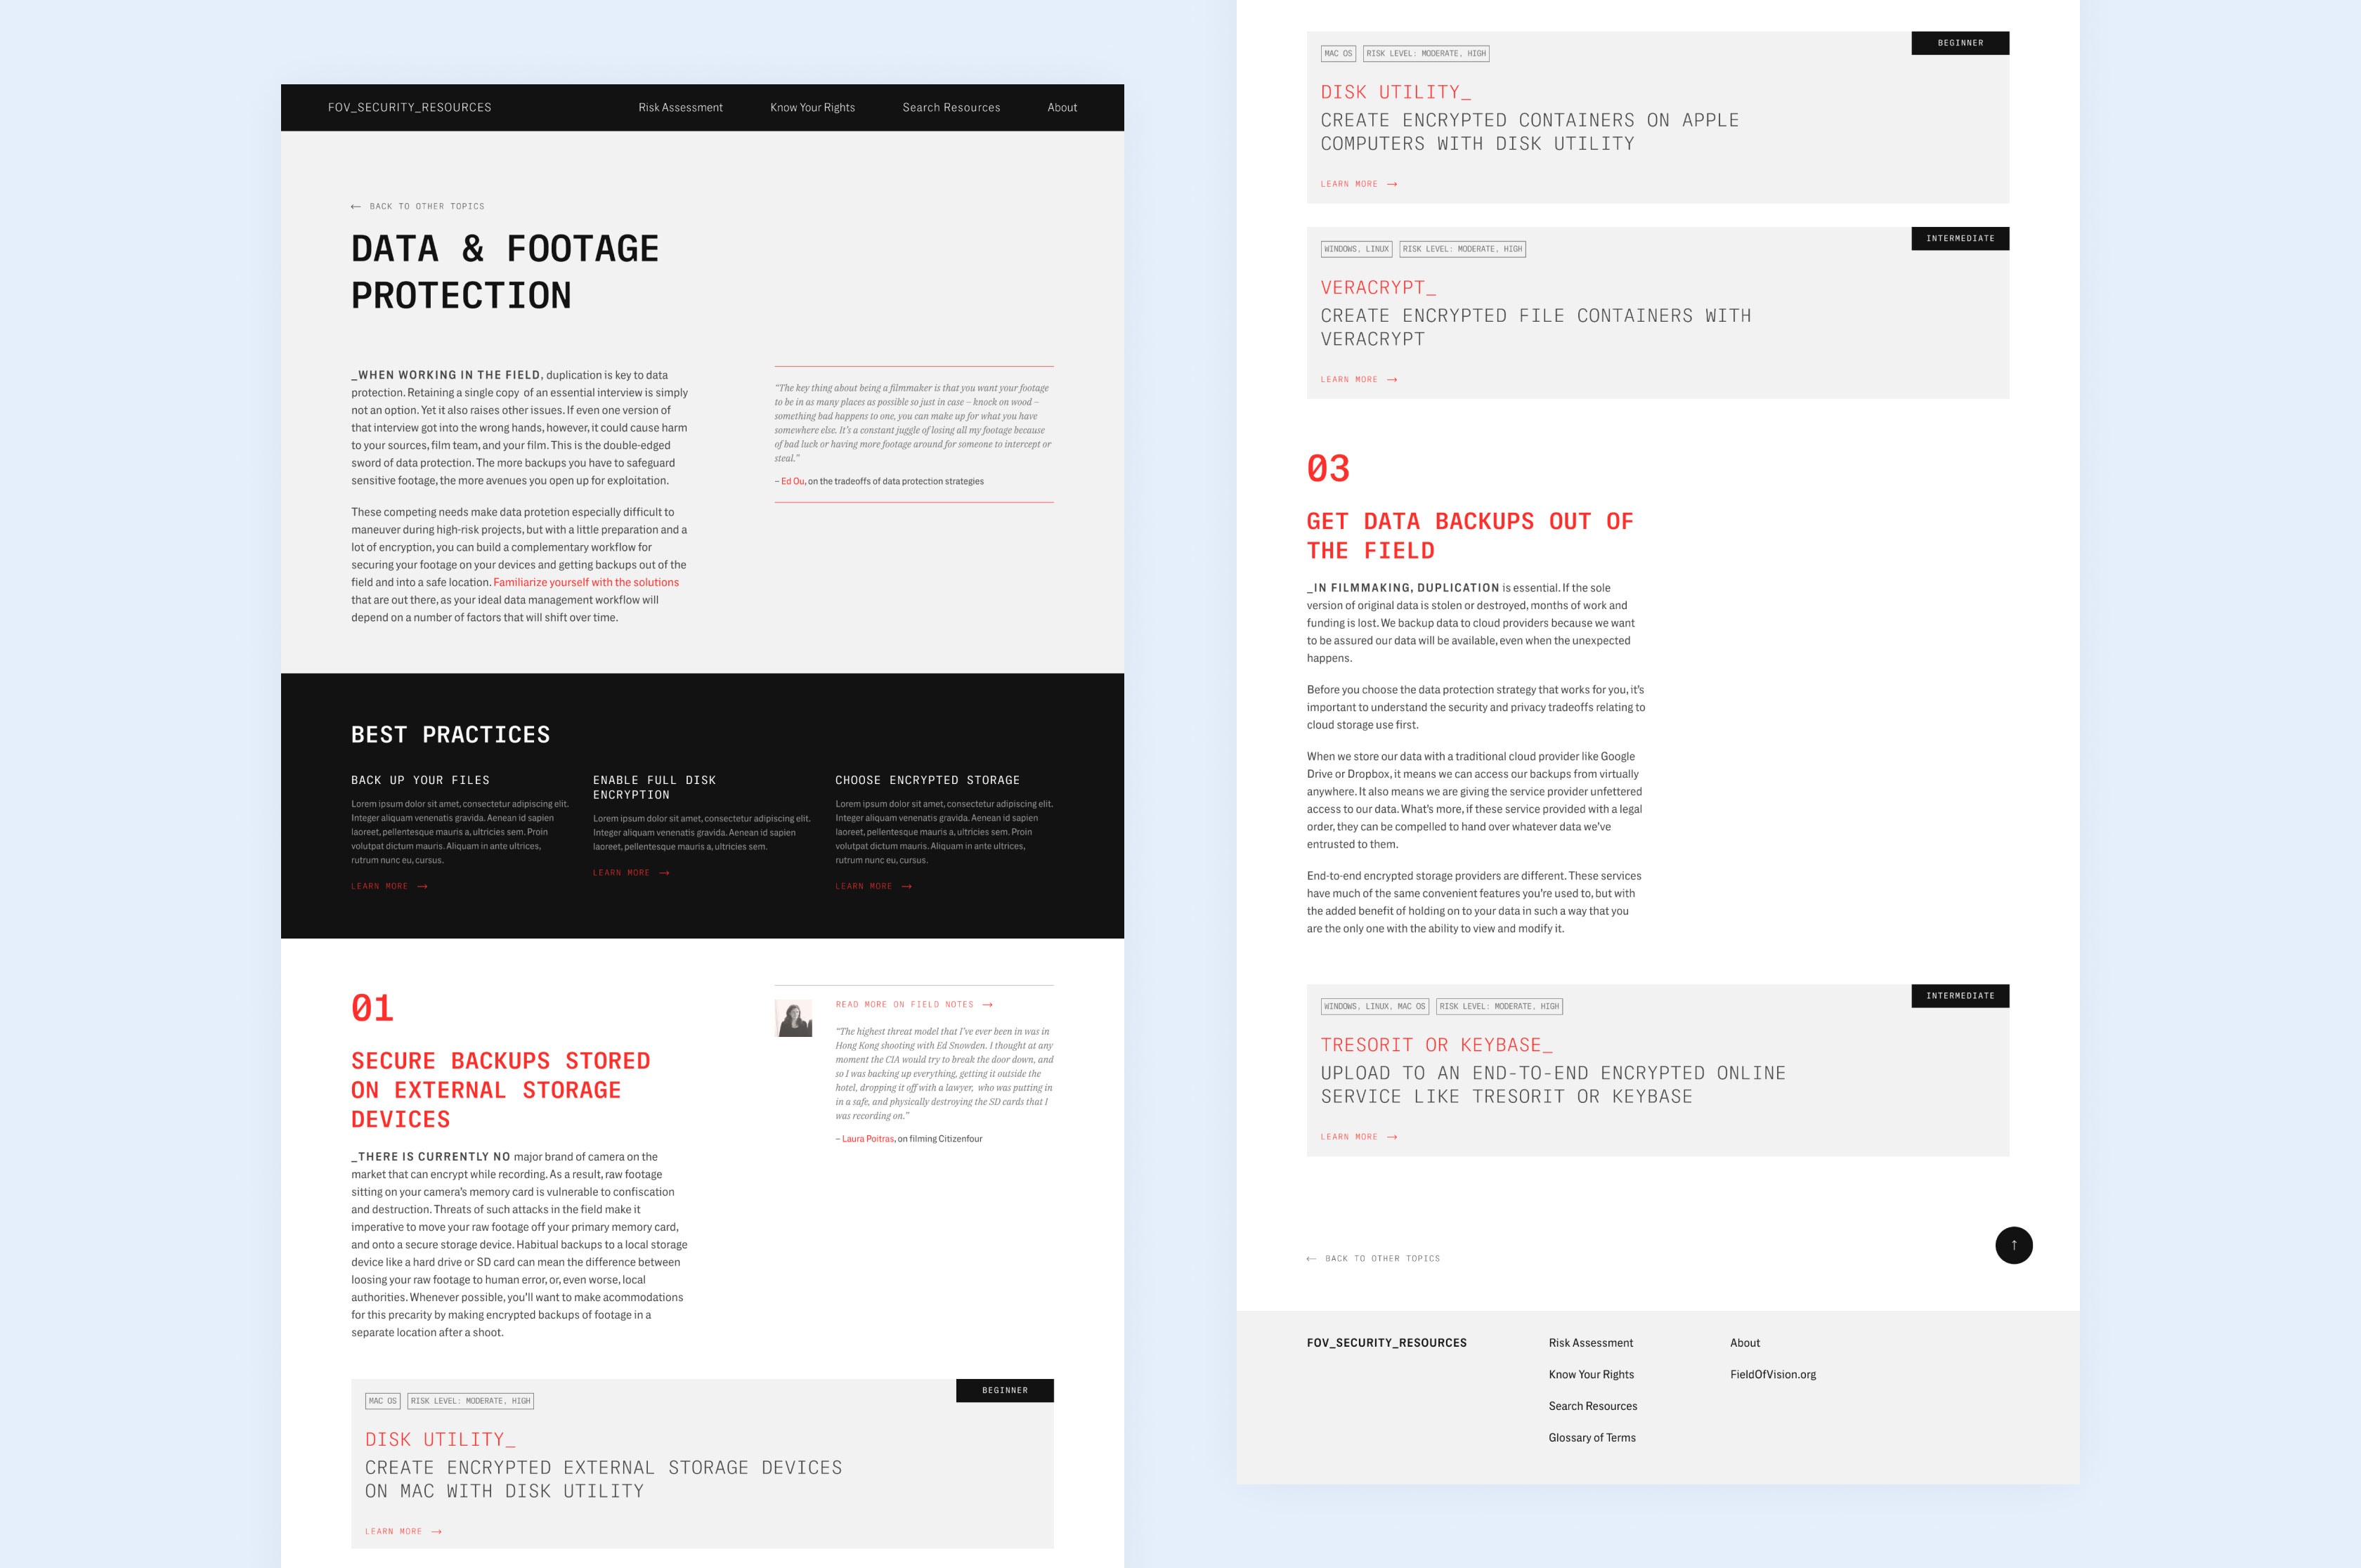 FOV_SECURITY_RESOURCES
Risk Assessment
Know Your Rights
Search Resources
About
← BACK TO OTHER TOPICS
DATA & FOOTAGE
PROTECTION
_WHEN WORKING IN THE FIELD, duplication is key to data
protection. Retaining a single copy of an essential interview is simply
not an option. Yet it also raises other issues. If even one version of
that interview got into the wrong hands, however, it could cause harm
to your sources, film team, and your film. This is the double-edged
sword of data protection. The more backups you have to safeguard
sensitive footage, the more avenues you open up for exploitation.
These competing needs make data protetion especially difficult to
maneuver during high-risk projects, but with a little preparation and a
lot of encryption, you can build a complementary workflow for
securing your footage on your devices and getting backups out of the
field and into a safe location. Familiarize yourself with the solutions
that are out there, as your ideal data management workflow will
depend on a number of factors that will shift over time.
“The key thing about being a filmmaker is that you want your footage
to be in as many places as possible so just in case – knock on wood –
something bad happens to one, you can make up for what you have
somewhere else. It’s a constant juggle of losing all my footage because
of bad luck or having more footage around for someone to intercept or
steal.”
– Ed Ou, on the tradeoffs of data protection strategies
BEST PRACTICES
BACK UP YOUR FILES
Lorem ipsum dolor sit amet, consectetur adipiscing elit.
Integer aliquam venenatis gravida. Aenean id sapien
laoreet, pellentesque mauris a, ultricies sem. Proin
volutpat dictum mauris. Aliquam in ante ultrices,
rutrum nunc eu, cursus.
LEARN MORE →
ENABLE FULL DISK
ENCRYPTION
Lorem ipsum dolor sit amet, consectetur adipiscing elit.
Integer aliquam venenatis gravida. Aenean id sapien
laoreet, pellentesque mauris a, ultricies sem.
LEARN MORE →
CHOOSE ENCRYPTED STORAGE
Lorem ipsum dolor sit amet, consectetur adipiscing elit.
Integer aliquam venenatis gravida. Aenean id sapien
laoreet, pellentesque mauris a, ultricies sem. Proin
volutpat dictum mauris. Aliquam in ante ultrices,
rutrum nunc eu, cursus.
LEARN MORE →
01
SECURE BACKUPS STORED
ON EXTERNAL STORAGE
DEVICES
_THERE IS CURRENTLY NO major brand of camera on the
market that can encrypt while recording. As a result, raw footage
sitting on your camera’s memory card is vulnerable to confiscation
and destruction. Threats of such attacks in the field make it
imperative to move your raw footage off your primary memory card,
and onto a secure storage device. Habitual backups to a local storage
device like a hard drive or SD card can mean the difference between
loosing your raw footage to human error, or, even worse, local
authorities. Whenever possible, you’ll want to make acommodations
for this precarity by making encrypted backups of footage in a
separate location after a shoot.
READ MORE ON FIELD NOTES →
“The highest threat model that I’ve ever been in was in
Hong Kong shooting with Ed Snowden. I thought at any
moment the CIA would try to break the door down, and
so I was backing up everything, getting it outside the
hotel, dropping it off with a lawyer, who was putting in
in a safe, and physically destroying the SD cards that I
was recording on.”
– Laura Poitras, on filming Citizenfour
MAC OS
RISK LEVEL: MODERATE, HIGH
BEGINNER
DISK UTILITY_
CREATE ENCRYPTED EXTERNAL STORAGE DEVICES
ON MAC WITH DISK UTILITY
LEARN MORE →
MAC OS
RISK LEVEL: MODERATE, HIGH
BEGINNER
DISK UTILITY_
CREATE ENCRYPTED CONTAINERS ON APPLE
COMPUTERS WITH DISK UTILITY
LEARN MORE →
WINDOWS, LINUX
RISK LEVEL: MODERATE, HIGH
INTERMEDIATE
VERACRYPT_
CREATE ENCRYPTED FILE CONTAINERS WITH
VERACRYPT
LEARN MORE →
03
GET DATA BACKUPS OUT OF
THE FIELD
_IN FILMMAKING, DUPLICATION is essential. If the sole
version of original data is stolen or destroyed, months of work and
funding is lost. We backup data to cloud providers because we want
to be assured our data will be available, even when the unexpected
happens.
Before you choose the data protection strategy that works for you, it’s
important to understand the security and privacy tradeoffs relating to
cloud storage use first.
When we store our data with a traditional cloud provider like Google
Drive or Dropbox, it means we can access our backups from virtually
anywhere. It also means we are giving the service provider unfettered
access to our data. What’s more, if these service provided with a legal
order, they can be compelled to hand over whatever data we’ve
entrusted to them.
End-to-end encrypted storage providers are different. These services
have much of the same convenient features you’re used to, but with
the added benefit of holding on to your data in such a way that you
are the only one with the ability to view and modify it.
WINDOWS, LINUX, MAC OS
RISK LEVEL: MODERATE, HIGH
INTERMEDIATE
TRESORIT OR KEYBASE_
UPLOAD TO AN END-TO-END ENCRYPTED ONLINE
SERVICE LIKE TRESORIT OR KEYBASE
LEARN MORE →
← BACK TO OTHER TOPICS
↑
FOV_SECURITY_RESOURCES
Risk Assessment
Know Your Rights
Search Resources
Glossary of Terms
About
FieldOfVision.org